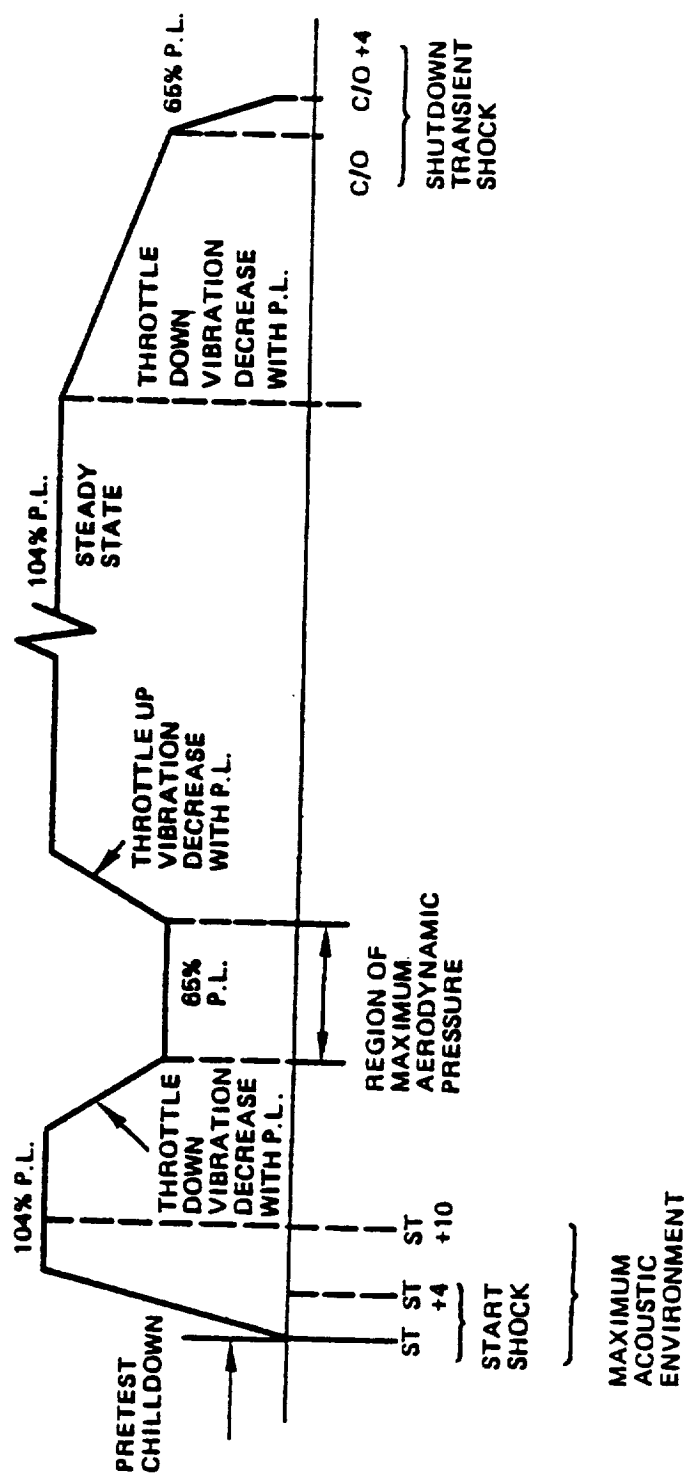 PRETEST
CHILLDOWN
104% P.L.
THROTTLE
DOWN
VIBRATION
DECREASE
WITH P.L.
65%
P.L.
THROTTLE UP
VIBRATION
DECREASE
WITH P.L.
104% P.L.
STEADY
STATE
THROTTLE
DOWN
VIBRATION
DECREASE
WITH P.L.
65% P.L.
ST
ST
+4
ST
+10
START
SHOCK
MAXIMUM
ACOUSTIC
ENVIRONMENT
REGION OF
MAXIMUM
AERODYNAMIC
PRESSURE
C/O
C/O +4
SHUTDOWN
TRANSIENT
SHOCK